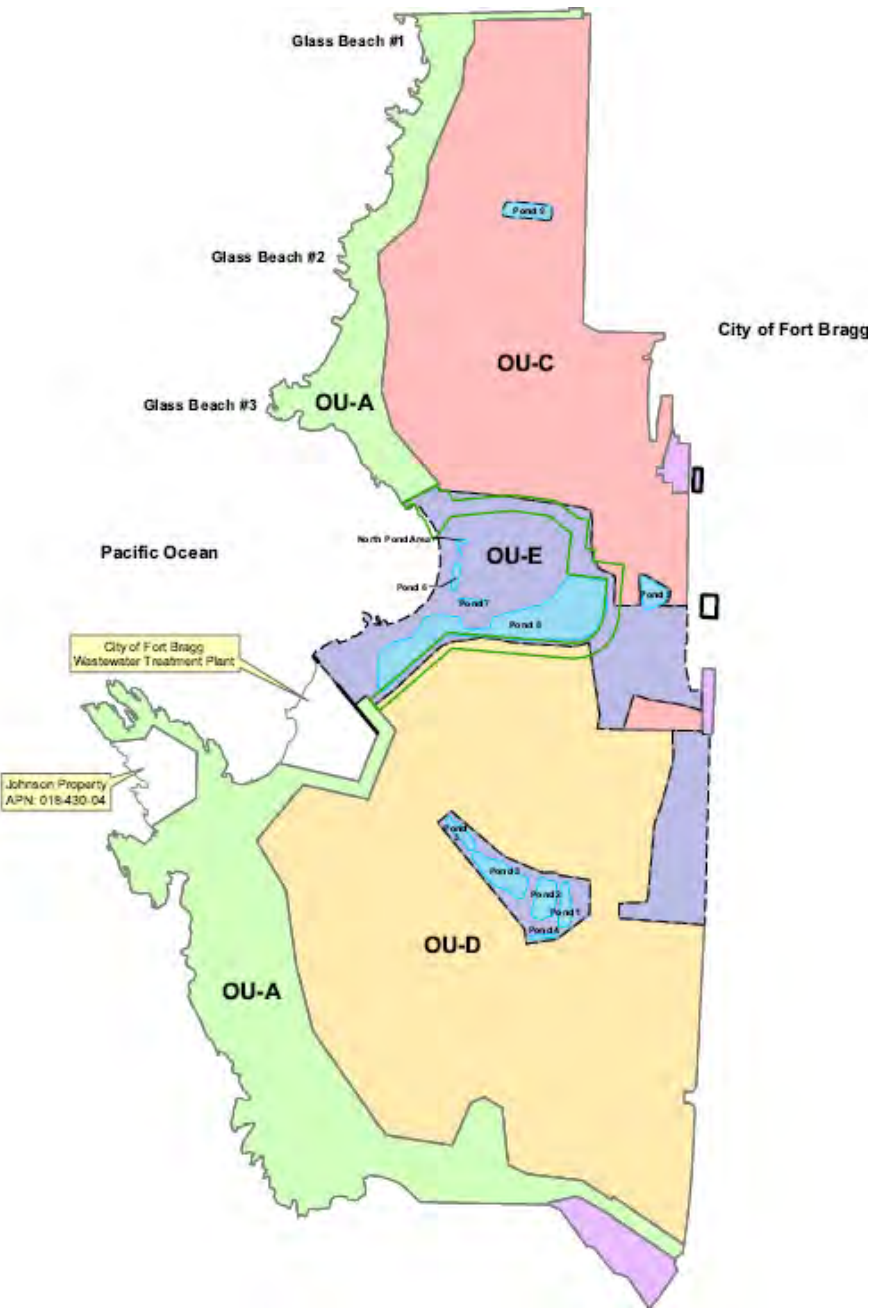 Glass Beach #1
Pond 9
Glass Beach #2
City of Fort Bragg
OU-C
OU-A
Glass Beach #3
North Pond Area
Pacific Ocean
OU-E
Pond 6
Pond 7
Pond
Pond 8
City of Fort Bragg
Wastewater Treatment Plant
Johnson Property
APN: 018-430-04
Pond
Pond 3
Pond 2
Pond 1
Pond 4
OU-D
OU-A